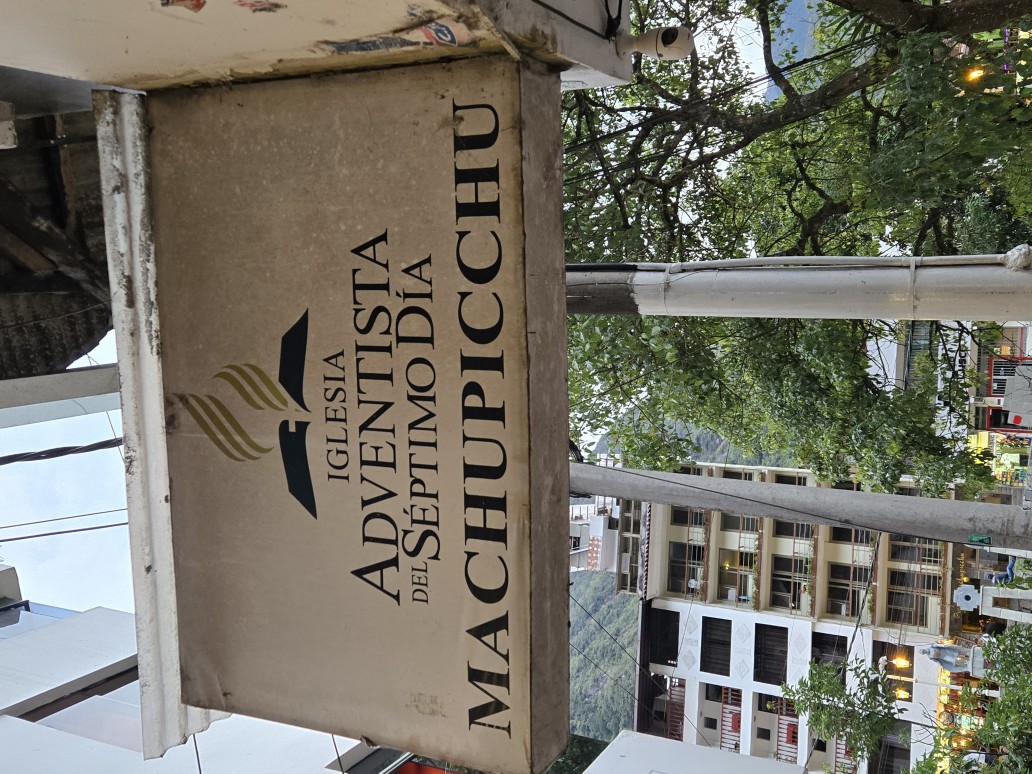 IGLESIA
ADVENTISTA
DEL SÉPTIMO DÍA
MACHUPICCHU